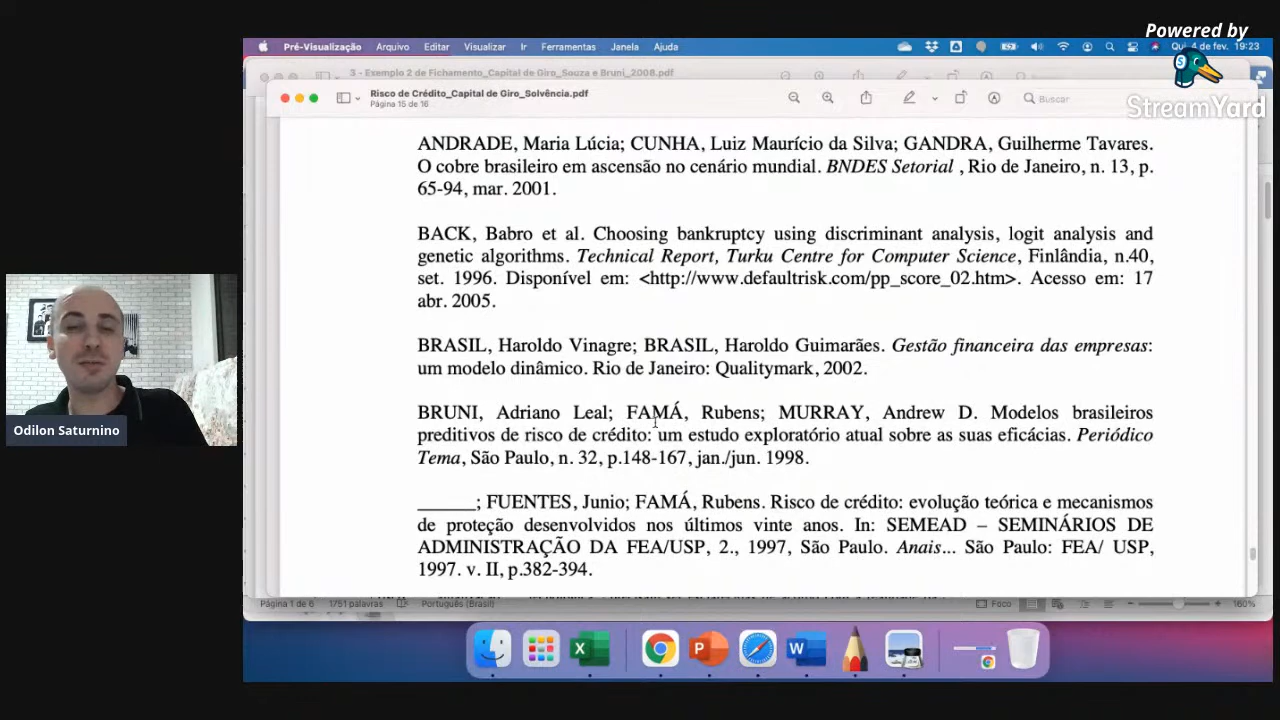 Powered by
StreamYard
Pré-Visualização Arquivo Editar Visualizar Ir Ferramentas Janela Ajuda
Qui. 4 de fev. 19:23
3 - Exemplo 2 de Fichamento_Capital de Giro_Souza e Bruni_2008.pdf
Risco de Crédito_Capital de Giro_Solvência.pdf
Página 15 de 16
Buscar
ANDRADE, Maria Lúcia; CUNHA, Luiz Maurício da Silva; GANDRA, Guilherme Tavares.
O cobre brasileiro em ascensão no cenário mundial. BNDES Setorial , Rio de Janeiro, n. 13, p.
65-94, mar. 2001.
BACK, Babro et al. Choosing bankruptcy using discriminant analysis, logit analysis and
genetic algorithms. Technical Report, Turku Centre for Computer Science, Finlândia, n.40,
set. 1996. Disponível em: <http://www.defaultrisk.com/pp_score_02.htm>. Acesso em: 17
abr. 2005.
BRASIL, Haroldo Vinagre; BRASIL, Haroldo Guimarães. Gestão financeira das empresas:
um modelo dinâmico. Rio de Janeiro: Qualitymark, 2002.
BRUNI, Adriano Leal; FAMÁ, Rubens; MURRAY, Andrew D. Modelos brasileiros
preditivos de risco de crédito: um estudo exploratório atual sobre as suas eficácias. Periódico
Tema, São Paulo, n. 32, p.148-167, jan./jun. 1998.
______; FUENTES, Junio; FAMÁ, Rubens. Risco de crédito: evolução teórica e mecanismos
de proteção desenvolvidos nos últimos vinte anos. In: SEMEAD – SEMINÁRIOS DE
ADMINISTRAÇÃO DA FEA/USP, 2., 1997, São Paulo. Anais... São Paulo: FEA/ USP,
1997. v. II, p.382-394.
Odilon Saturnino
Página 1 de 6 1751 palavras Português (Brasil) Foco 160%